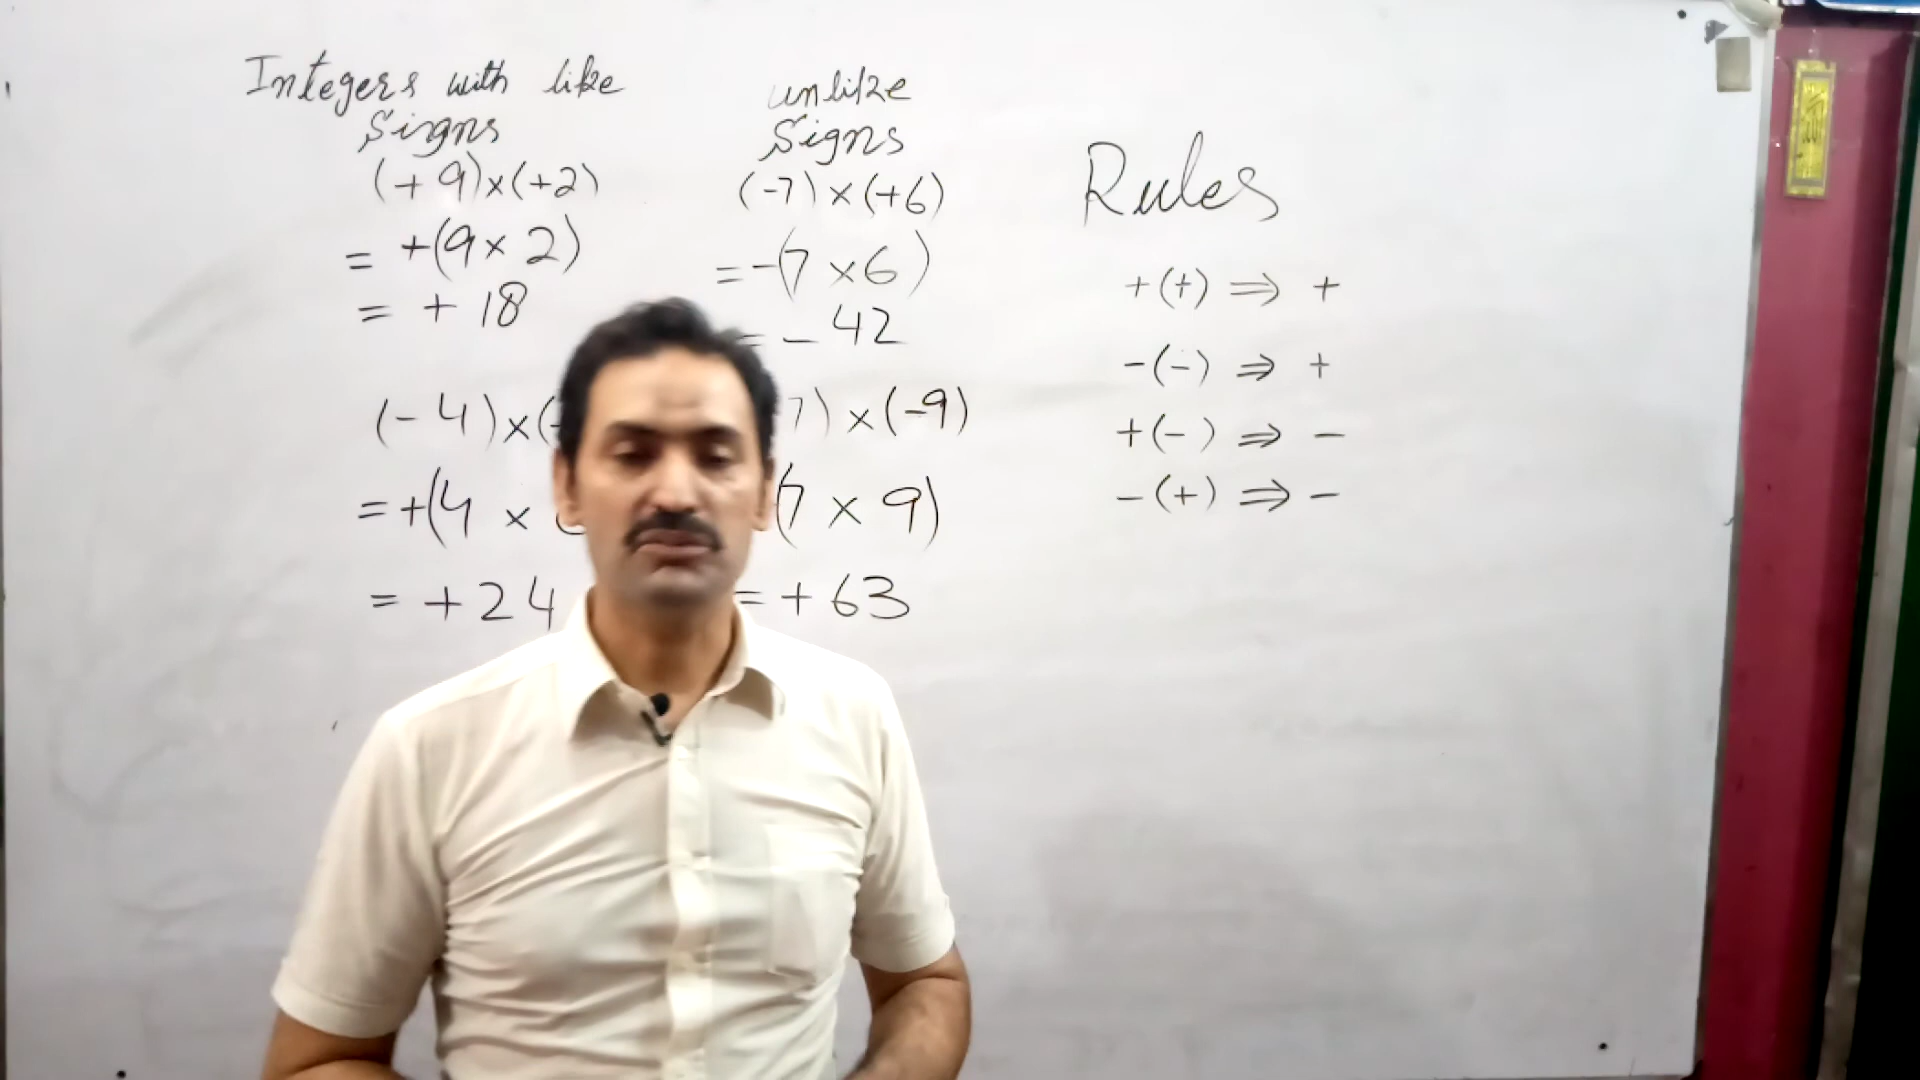 Integers with like
Signs
(+9)×(+2)
= +(9×2)
= + 18
(-4)×(-
= +(4 ×
= +24
unlike
Signs
(-7)×(+6)
= -(7×6)
= - 42
7)×(-9)
(7 × 9)
= + 63
Rules
+(+) ⇒ +
-(-) ⇒ +
+(-) ⇒ -
-(+) ⇒ -